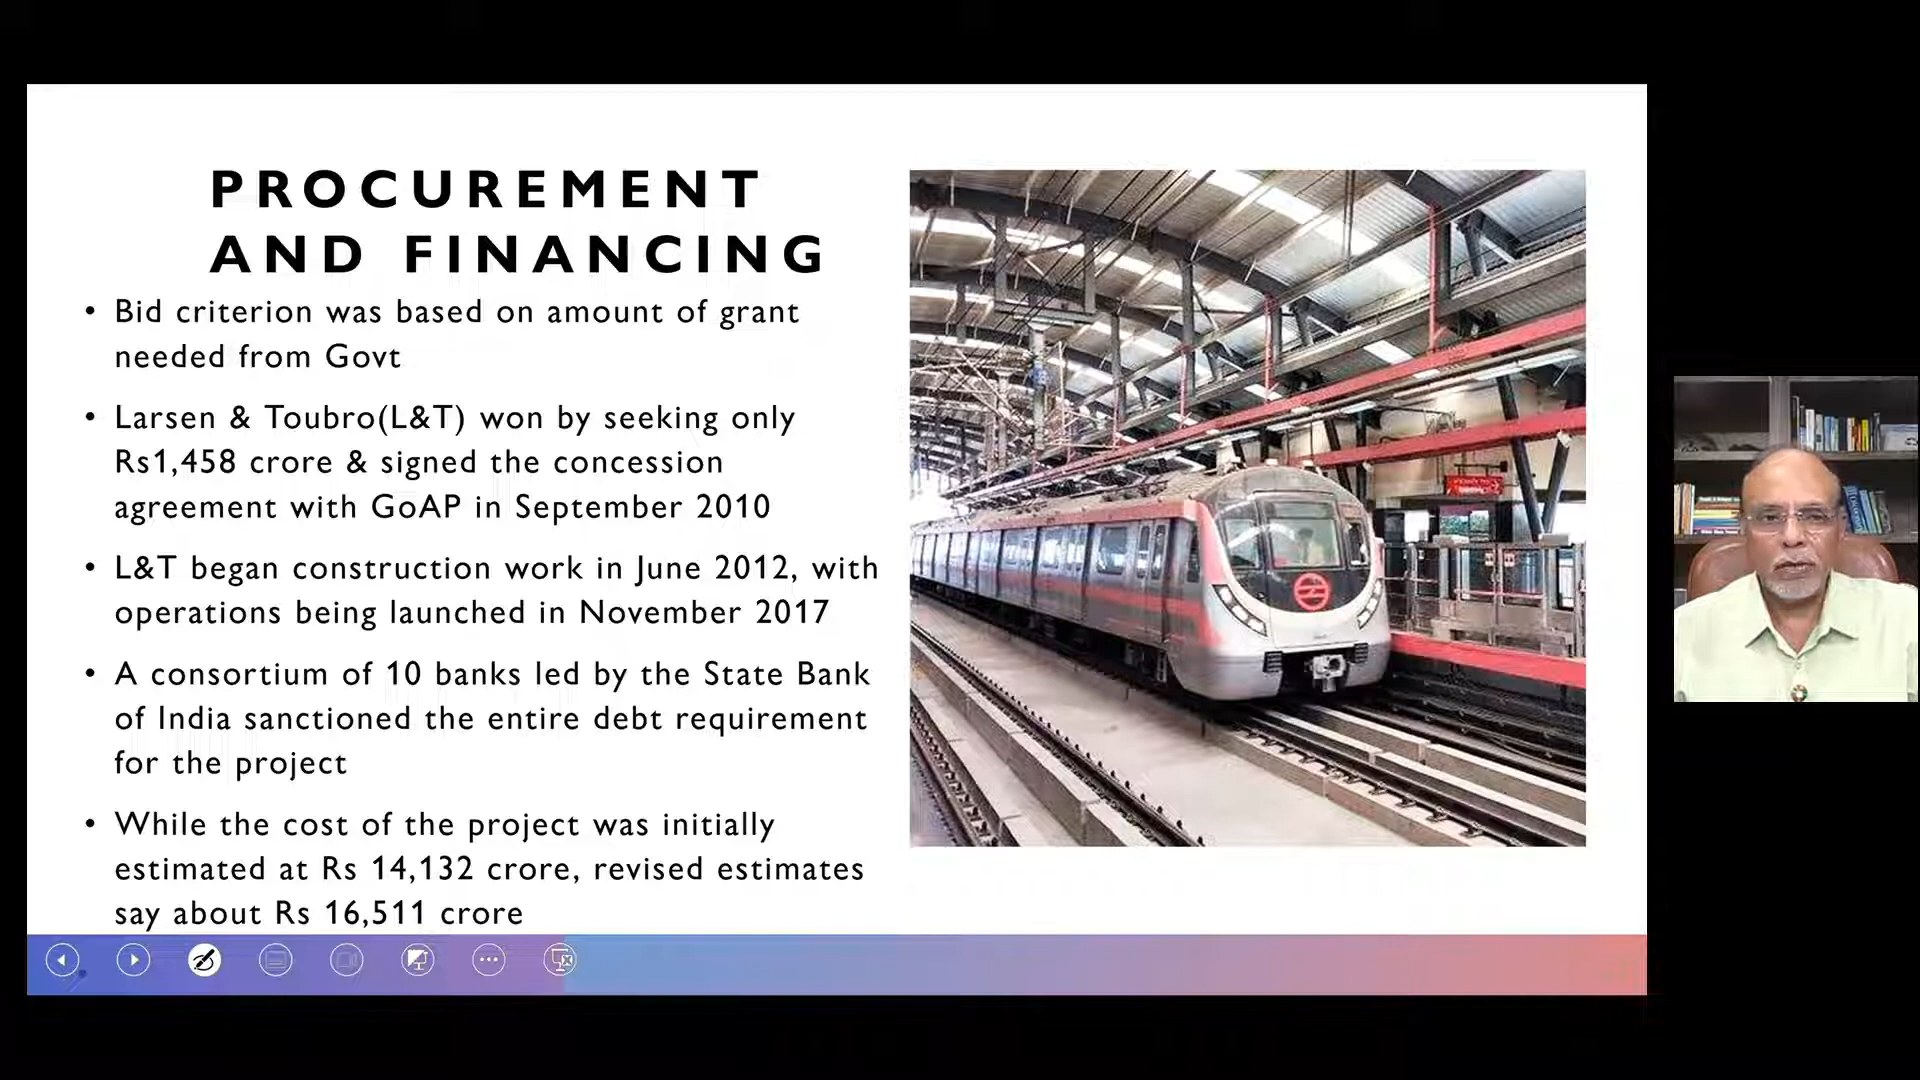 PROCUREMENT
AND FINANCING
• Bid criterion was based on amount of grant
needed from Govt
• Larsen & Toubro(L&T) won by seeking only
Rs1,458 crore & signed the concession
agreement with GoAP in September 2010
• L&T began construction work in June 2012, with
operations being launched in November 2017
• A consortium of 10 banks led by the State Bank
of India sanctioned the entire debt requirement
for the project
• While the cost of the project was initially
estimated at Rs 14,132 crore, revised estimates
say about Rs 16,511 crore